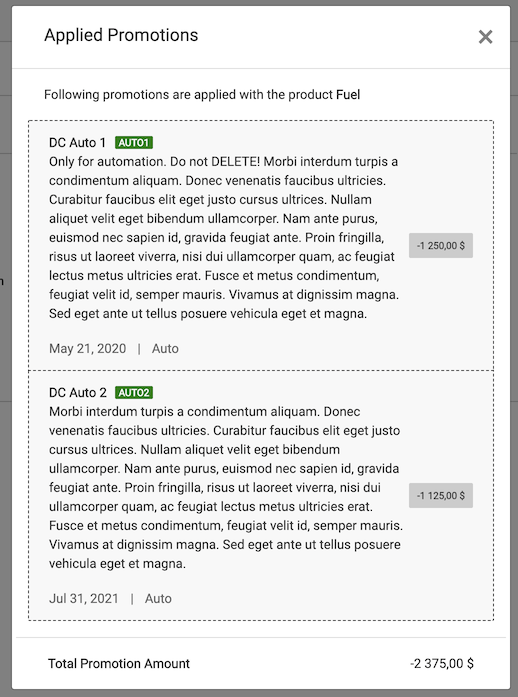 Applied Promotions
Following promotions are applied with the product Fuel
DC Auto 1 AUTO1
Only for automation. Do not DELETE! Morbi interdum turpis a
condimentum aliquam. Donec venenatis faucibus ultricies.
Curabitur faucibus elit eget justo cursus ultrices. Nullam
aliquet velit eget bibendum ullamcorper. Nam ante purus,
euismod nec sapien id, gravida feugiat ante. Proin fringilla,
risus ut laoreet viverra, nisi dui ullamcorper quam, ac feugiat
lectus metus ultricies erat. Fusce et metus condimentum,
feugiat velit id, semper mauris. Vivamus at dignissim magna.
Sed eget ante ut tellus posuere vehicula eget et magna.
-1 250,00 $
May 21, 2020 | Auto
DC Auto 2 AUTO2
Morbi interdum turpis a condimentum aliquam. Donec
venenatis faucibus ultricies. Curabitur faucibus elit eget justo
cursus ultrices. Nullam aliquet velit eget bibendum
ullamcorper. Nam ante purus, euismod nec sapien id, gravida
feugiat ante. Proin fringilla, risus ut laoreet viverra, nisi dui
ullamcorper quam, ac feugiat lectus metus ultricies erat.
Fusce et metus condimentum, feugiat velit id, semper mauris.
Vivamus at dignissim magna. Sed eget ante ut tellus posuere
vehicula eget et magna.
-1 125,00 $
Jul 31, 2021 | Auto
Total Promotion Amount -2 375,00 $